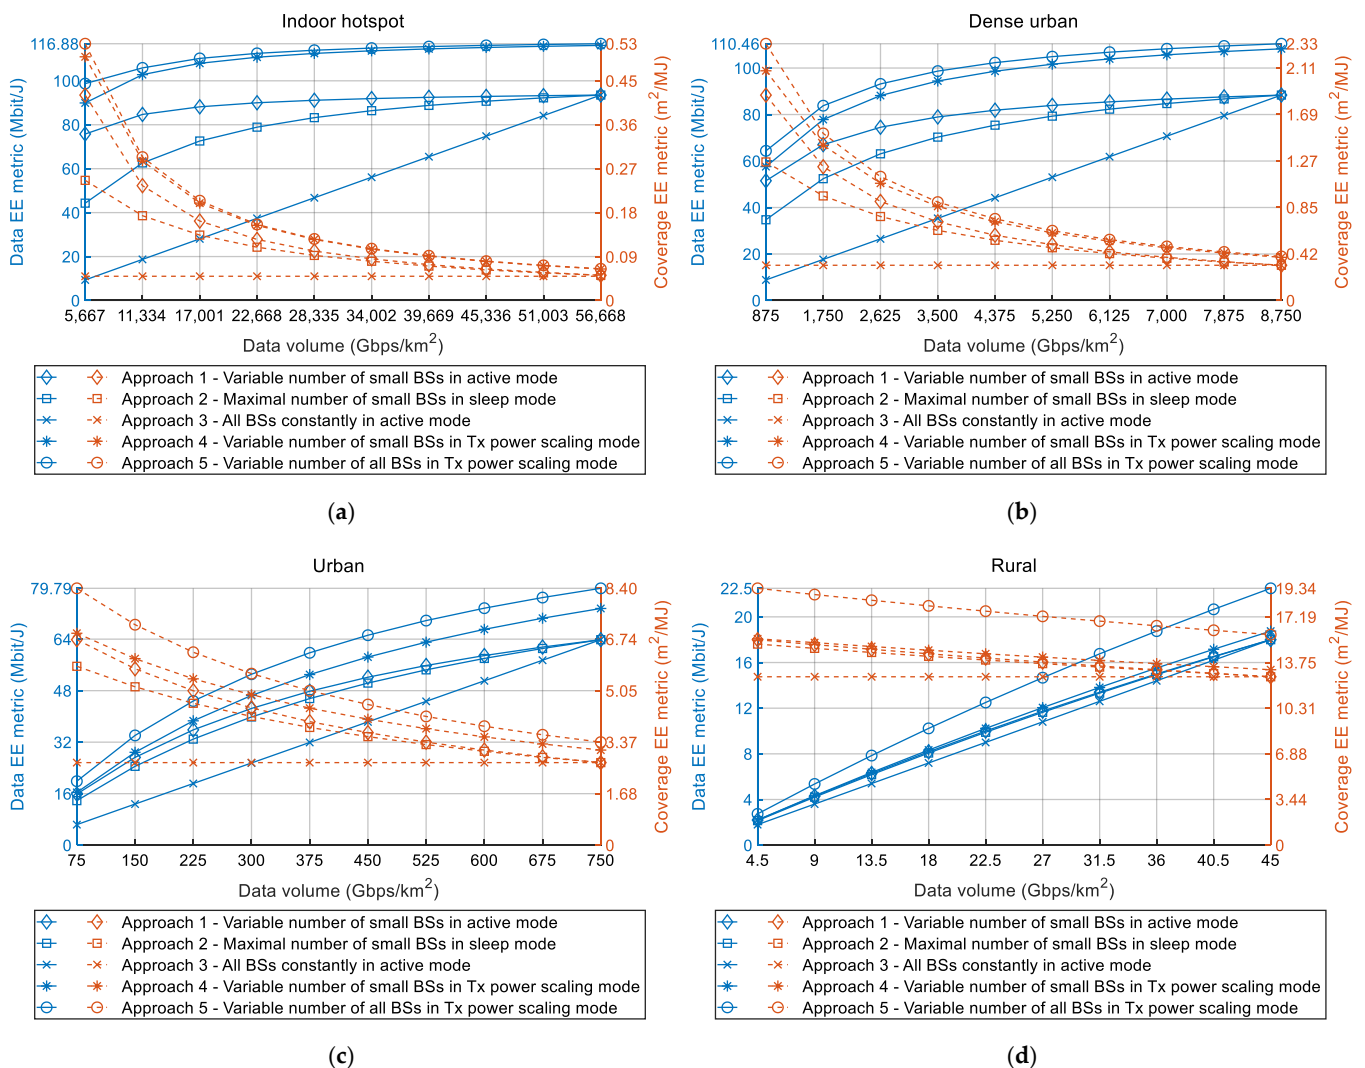 Indoor hotspot
116.88
100
80
60
40
20
0
Data EE metric (Mbit/J)
0.53
0.45
0.36
0.27
0.18
0.09
0
Coverage EE metric (m²/MJ)
5,667 11,334 17,001 22,668 28,335 34,002 39,669 45,336 51,003 56,668
Data volume (Gbps/km²)
Approach 1 - Variable number of small BSs in active mode
Approach 2 - Maximal number of small BSs in sleep mode
Approach 3 - All BSs constantly in active mode
Approach 4 - Variable number of small BSs in Tx power scaling mode
Approach 5 - Variable number of all BSs in Tx power scaling mode
(a)
Dense urban
110.46
100
80
60
40
20
0
Data EE metric (Mbit/J)
2.33
2.11
1.69
1.27
0.85
0.42
0
Coverage EE metric (m²/MJ)
875 1,750 2,625 3,500 4,375 5,250 6,125 7,000 7,875 8,750
Data volume (Gbps/km²)
Approach 1 - Variable number of small BSs in active mode
Approach 2 - Maximal number of small BSs in sleep mode
Approach 3 - All BSs constantly in active mode
Approach 4 - Variable number of small BSs in Tx power scaling mode
Approach 5 - Variable number of all BSs in Tx power scaling mode
(b)
Urban
79.79
64
48
32
16
0
Data EE metric (Mbit/J)
8.40
6.74
5.05
3.37
1.68
0
Coverage EE metric (m²/MJ)
75 150 225 300 375 450 525 600 675 750
Data volume (Gbps/km²)
Approach 1 - Variable number of small BSs in active mode
Approach 2 - Maximal number of small BSs in sleep mode
Approach 3 - All BSs constantly in active mode
Approach 4 - Variable number of small BSs in Tx power scaling mode
Approach 5 - Variable number of all BSs in Tx power scaling mode
(c)
Rural
22.5
20
16
12
8
4
0
Data EE metric (Mbit/J)
19.34
17.19
13.75
10.31
6.88
3.44
0
Coverage EE metric (m²/MJ)
4.5 9 13.5 18 22.5 27 31.5 36 40.5 45
Data volume (Gbps/km²)
Approach 1 - Variable number of small BSs in active mode
Approach 2 - Maximal number of small BSs in sleep mode
Approach 3 - All BSs constantly in active mode
Approach 4 - Variable number of small BSs in Tx power scaling mode
Approach 5 - Variable number of all BSs in Tx power scaling mode
(d)